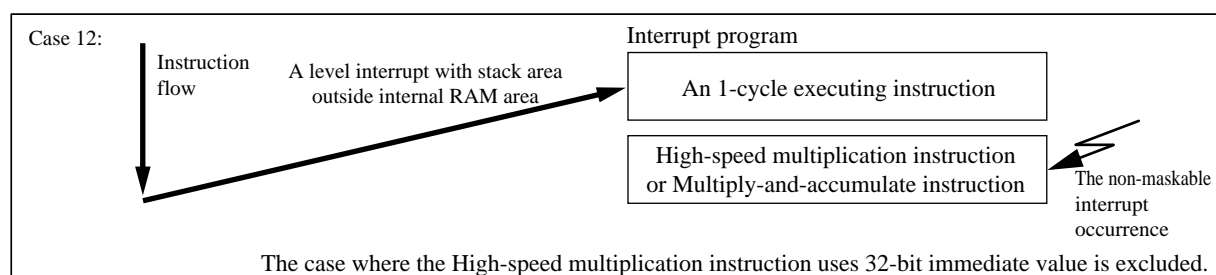 Case 12:
Instruction
flow
A level interrupt with stack area
outside internal RAM area
Interrupt program
An 1-cycle executing instruction
High-speed multiplication instruction
or Multiply-and-accumulate instruction
The non-maskable
interrupt
occurrence
The case where the High-speed multiplication instruction uses 32-bit immediate value is excluded.